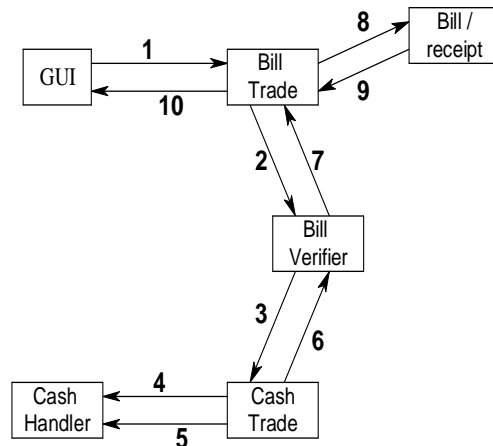 8
Bill /
receipt
1
GUI
Bill
Trade
9
10
2
7
Bill
Verifier
3
6
4
Cash
Handler
Cash
Trade
5